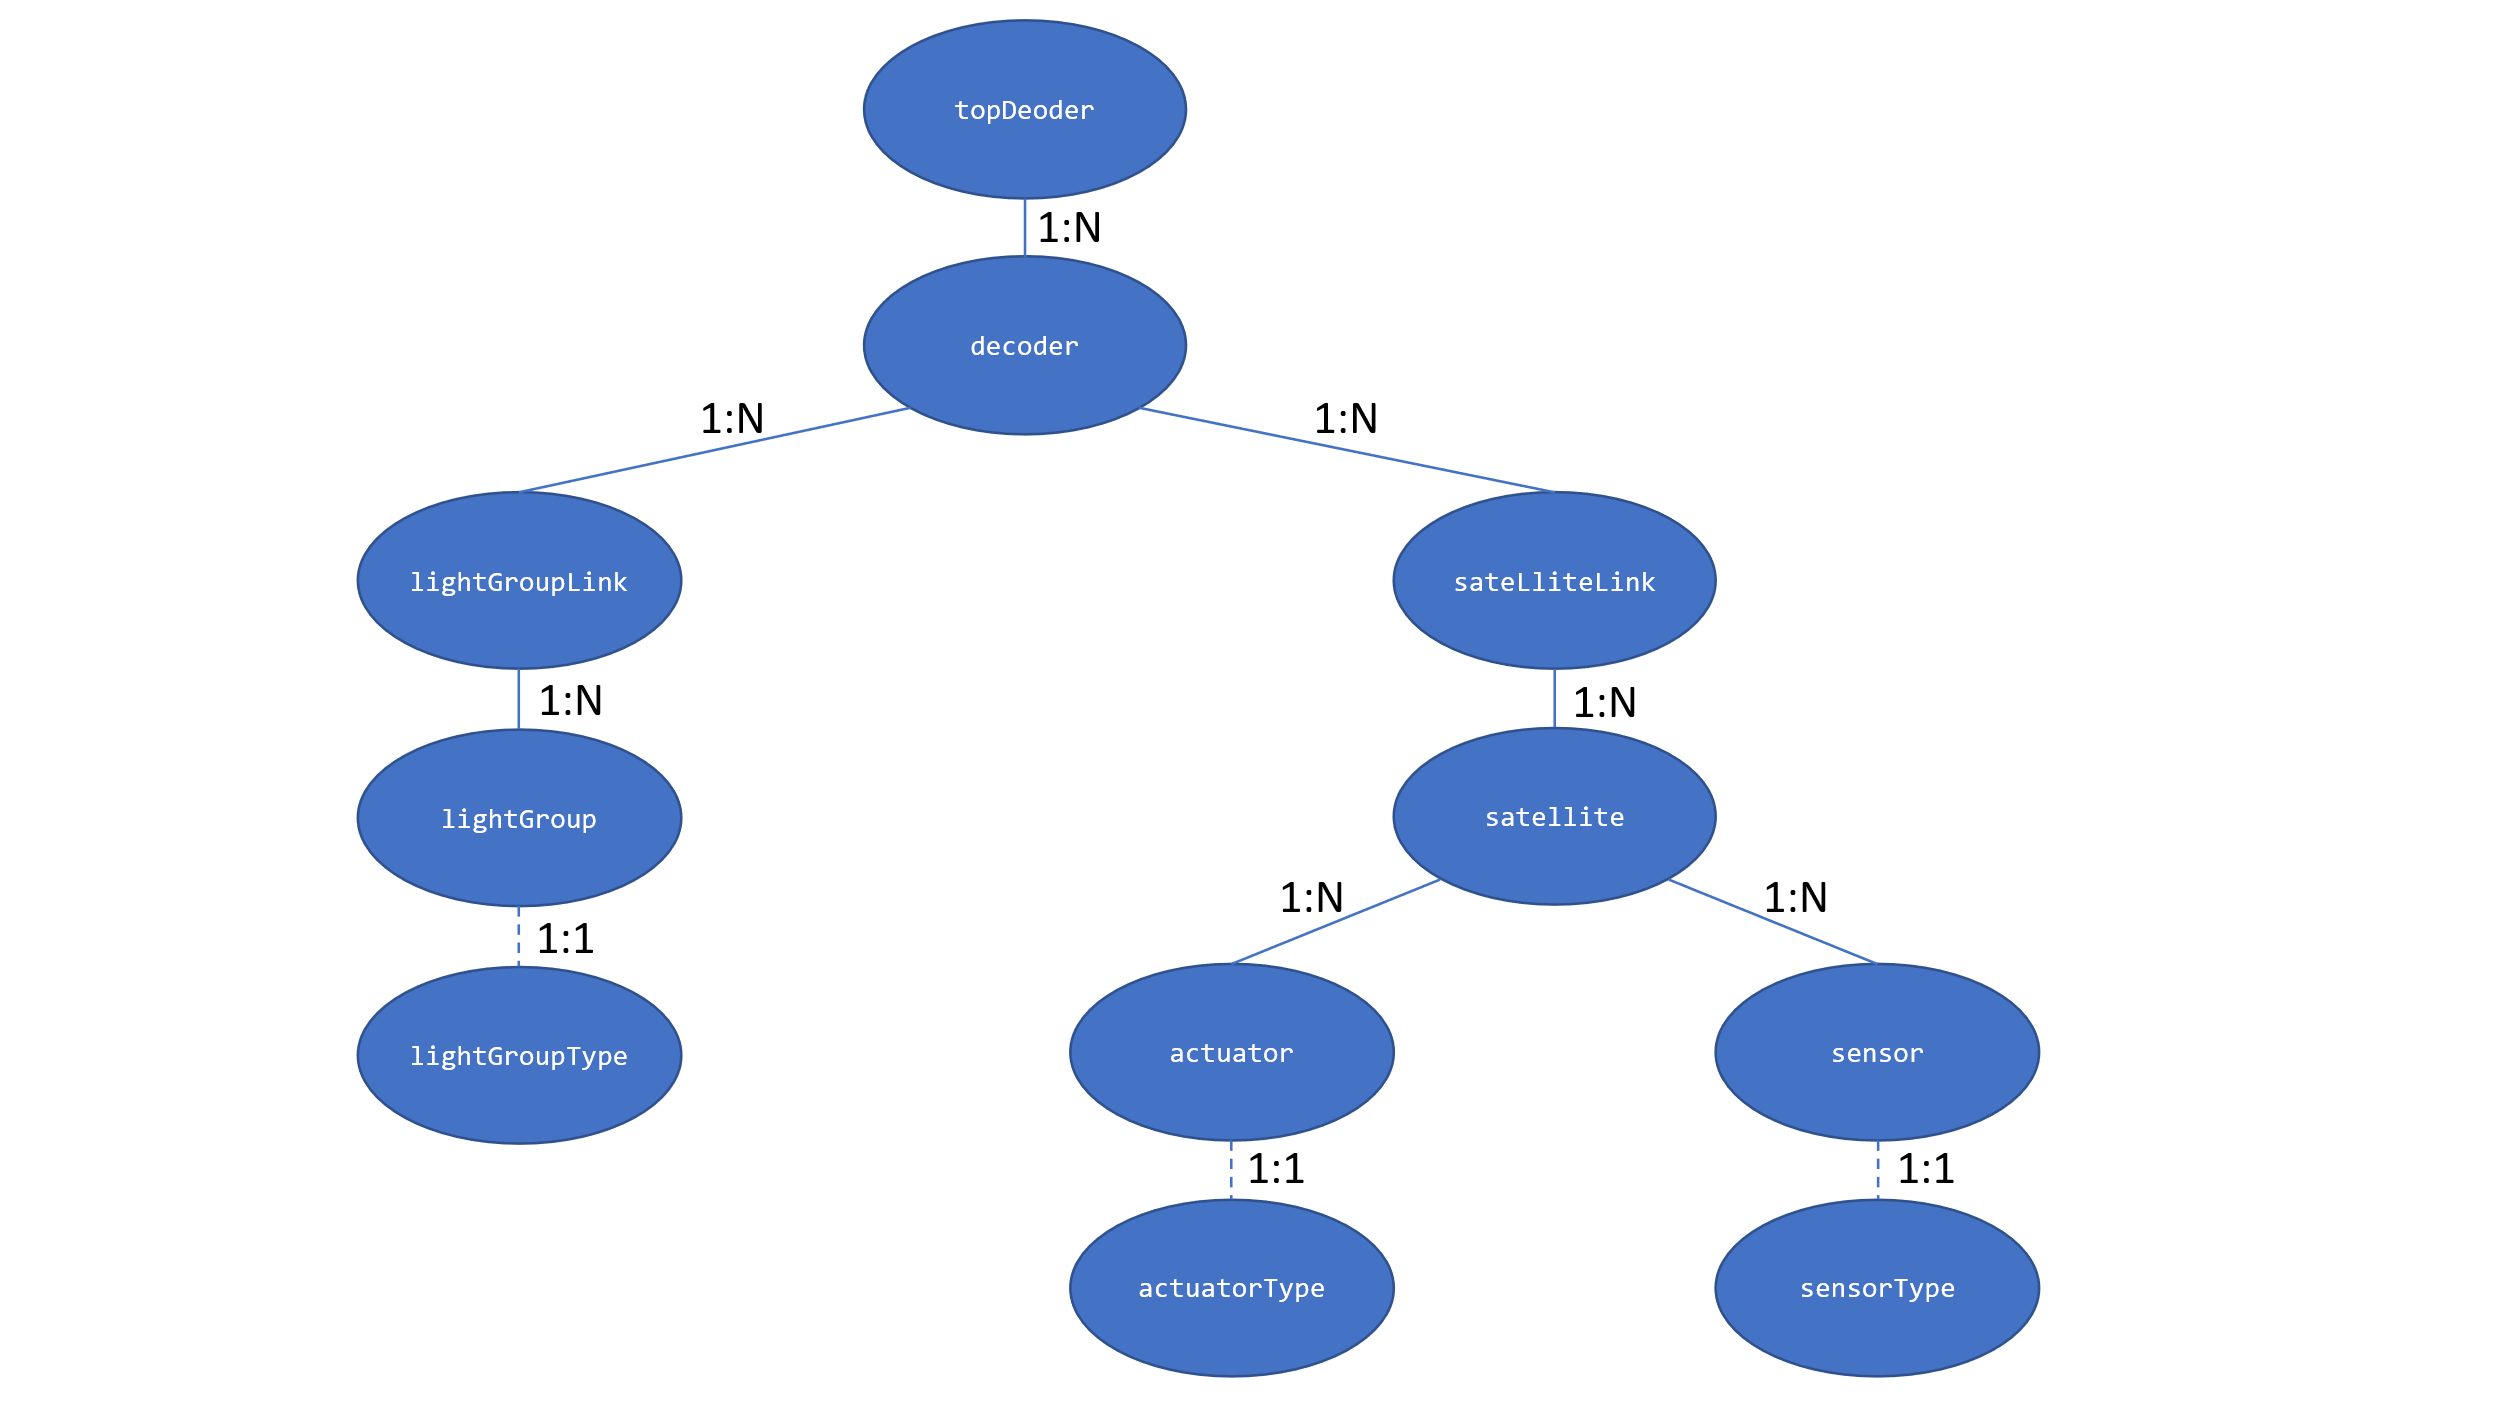 topDeoder
1:N
decoder
1:N
1:N
lightGroupLink
sateLliteLink
1:N
1:N
lightGroup
satellite
1:N
1:N
1:1
lightGroupType
actuator
sensor
1:1
1:1
actuatorType
sensorType